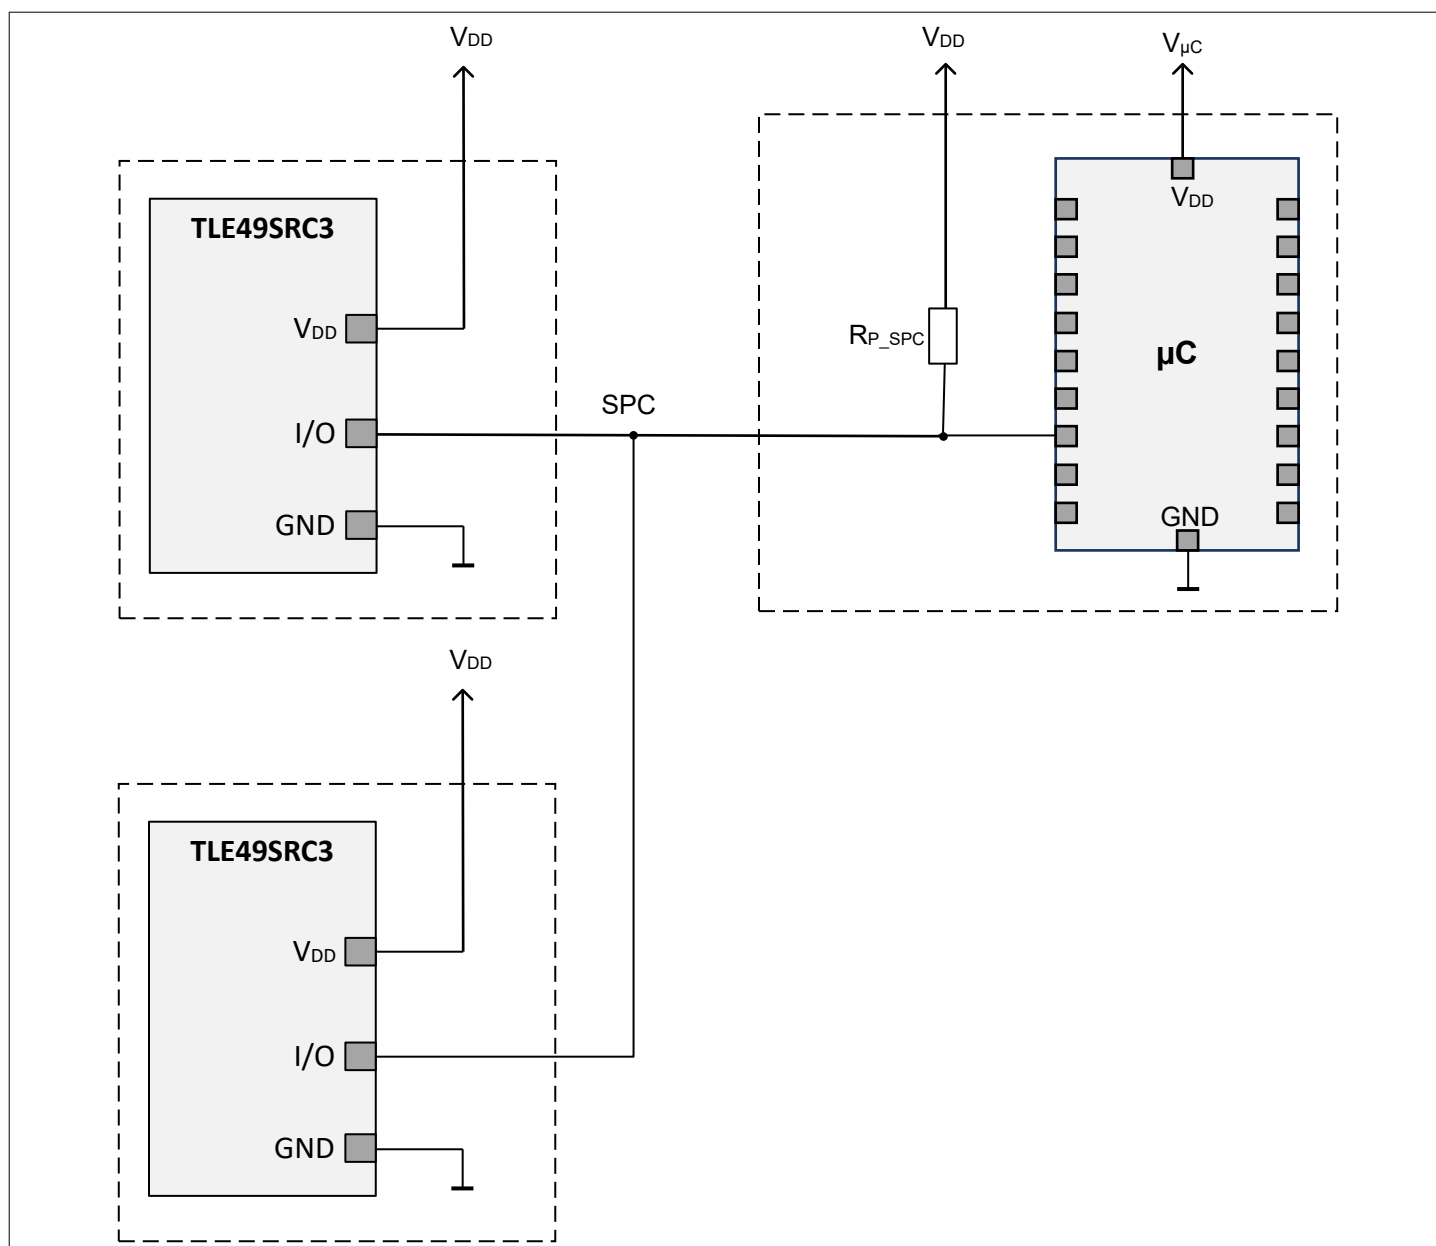 VDD
VDD
VµC
TLE49SRC3
VDD
VDD
RP_SPC
µC
SPC
I/O
GND
GND
VDD
TLE49SRC3
VDD
I/O
GND